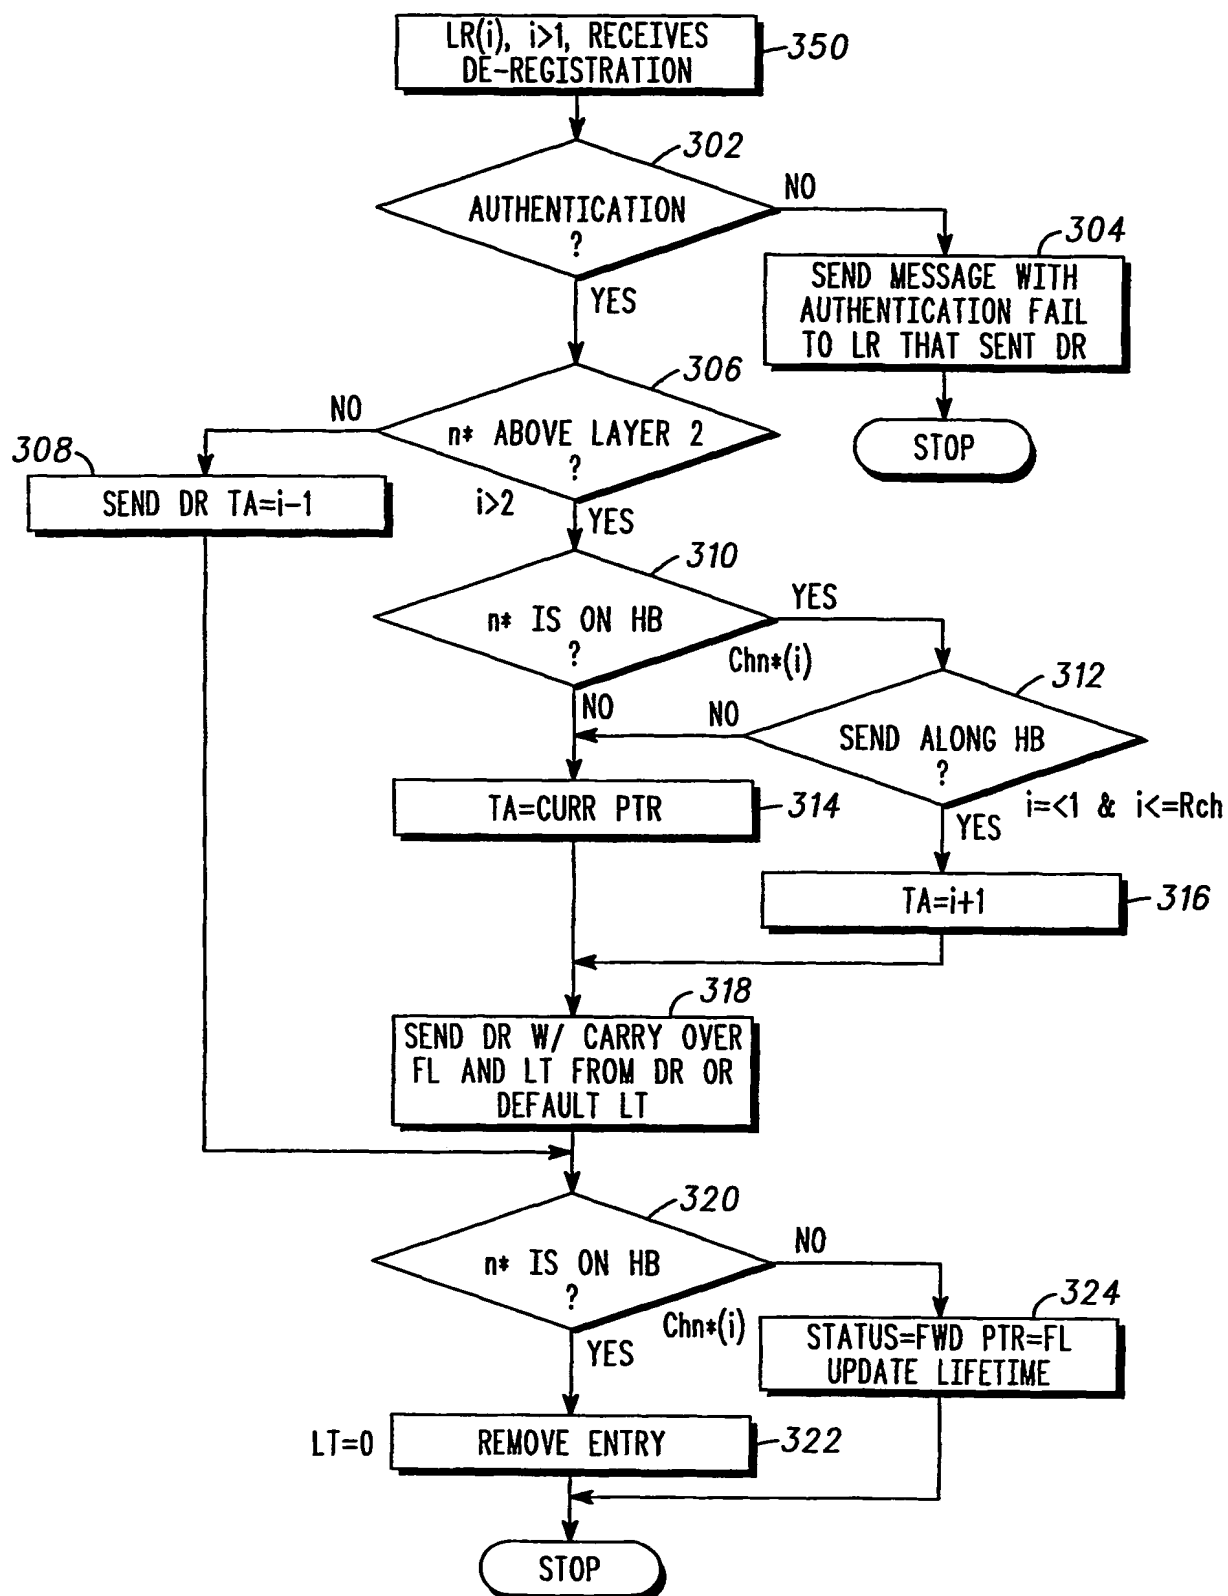 LR(i), i>1, RECEIVES
DE-REGISTRATION
350
302
AUTHENTICATION
?
NO
YES
304
SEND MESSAGE WITH
AUTHENTICATION FAIL
TO LR THAT SENT DR
STOP
306
NO
n* ABOVE LAYER 2
?
308
SEND DR TA=i-1
i>2
YES
310
n* IS ON HB
?
YES
Chn*(i)
NO
312
NO
SEND ALONG HB
?
i=<1 & i<=Rch
YES
TA=CURR PTR
314
TA=i+1
316
318
SEND DR W/ CARRY OVER
FL AND LT FROM DR OR
DEFAULT LT
320
n* IS ON HB
?
NO
Chn*(i)
YES
324
STATUS=FWD PTR=FL
UPDATE LIFETIME
LT=0
REMOVE ENTRY
322
STOP